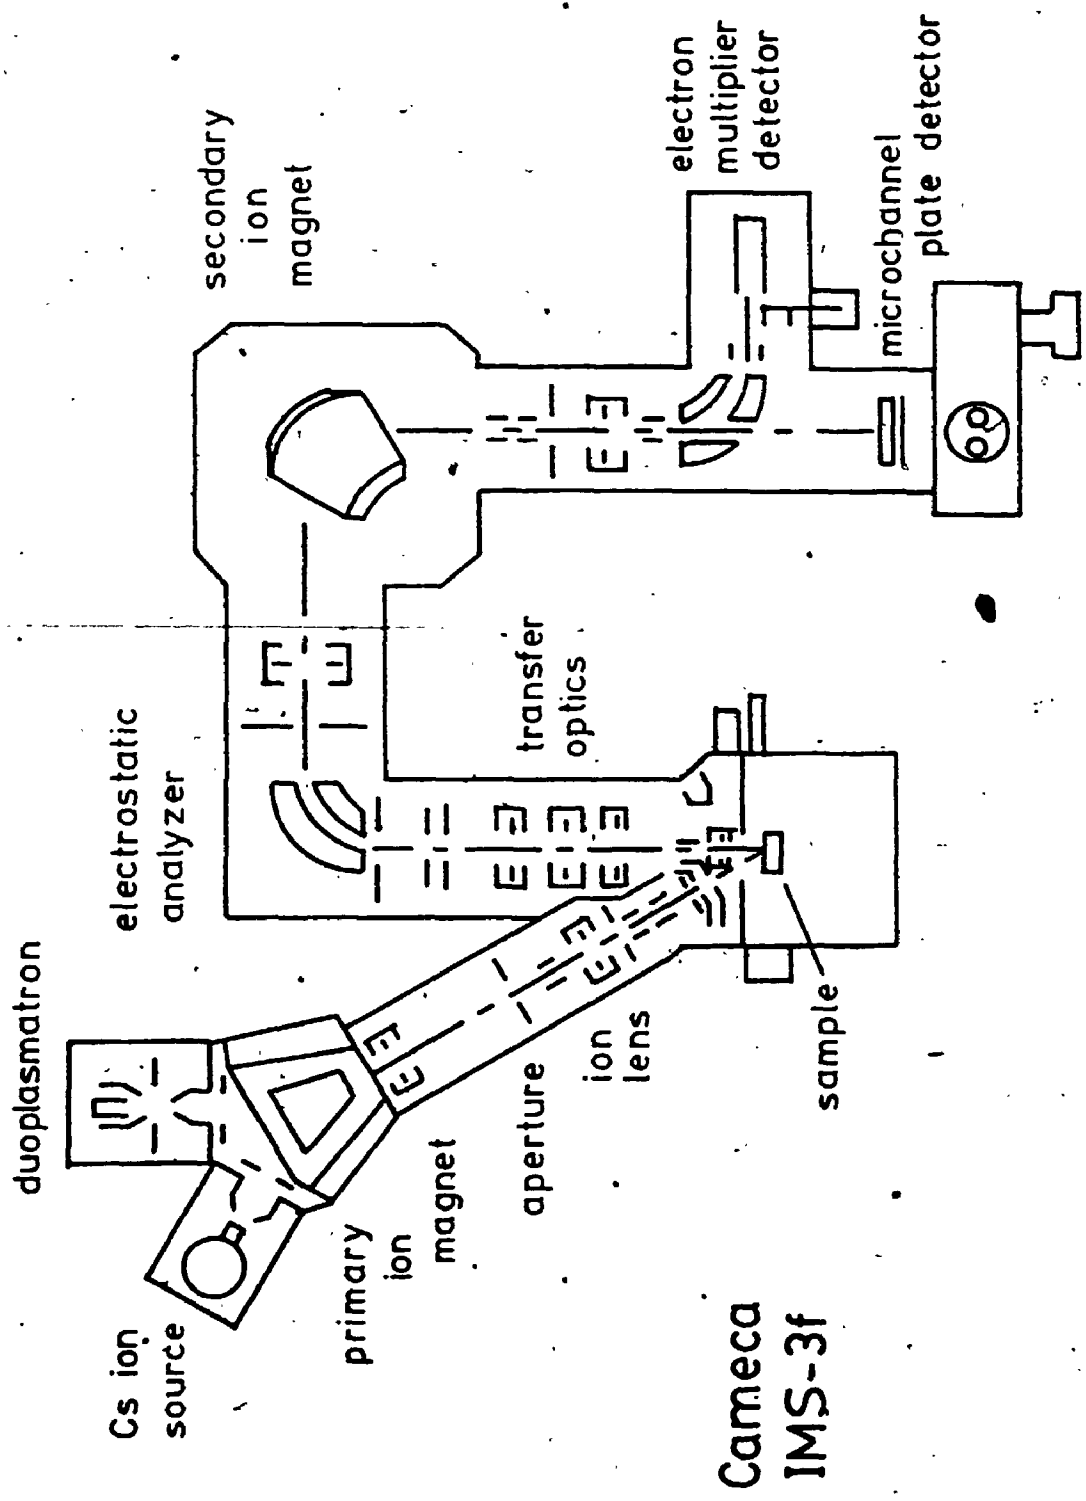 Cs ion
source
duoplasmatron
primary
ion
magnet
aperture
ion
lens
sample
electrostatic
analyzer
transfer
optics
secondary
ion
magnet
electron
multiplier
detector
microchannel
plate detector
Cameca
IMS-3f